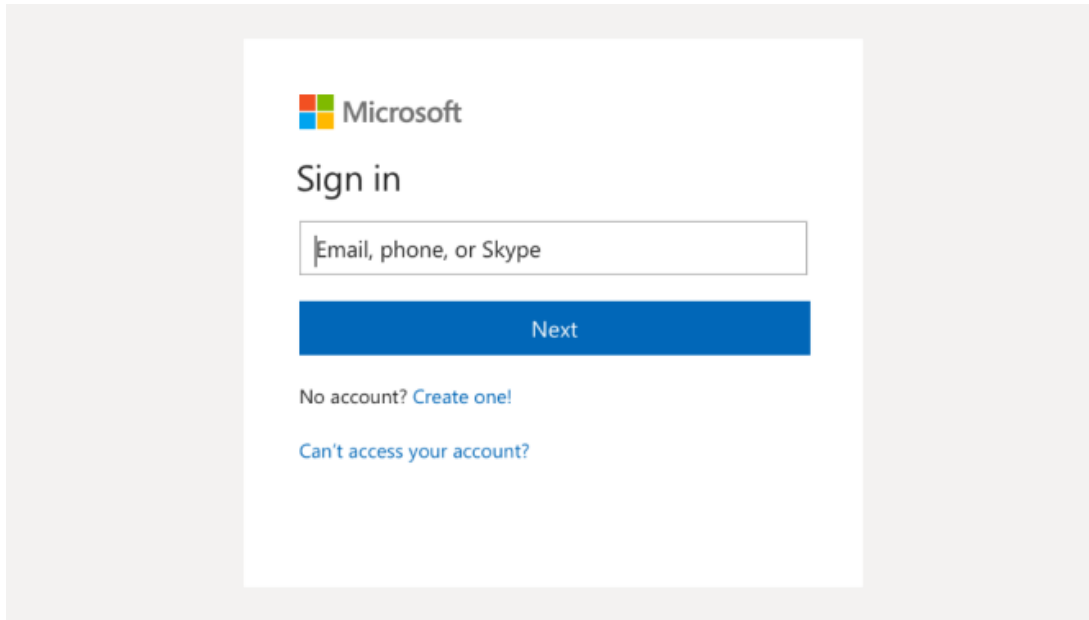 Microsoft
Sign in
Email, phone, or Skype
Next
No account? Create one!
Can't access your account?